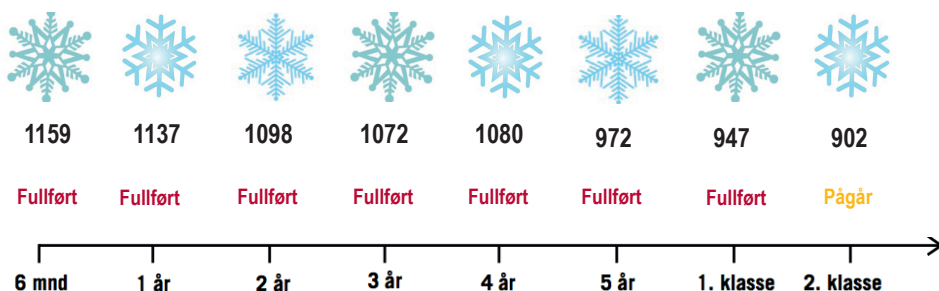 1159 1137 1098 1072 1080 972 947 902
Fullført Fullført Fullført Fullført Fullført Fullført Fullført Pågår
6 mnd 1 år 2 år 3 år 4 år 5 år 1. klasse 2. klasse